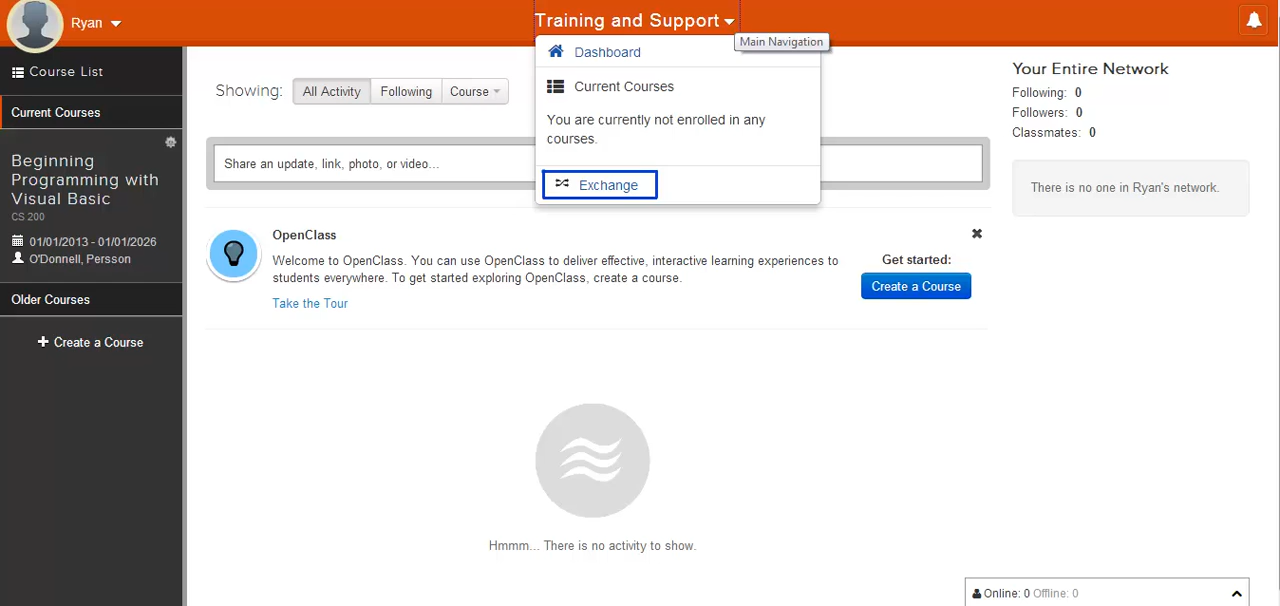 Ryan
Training and Support
Main Navigation
Dashboard
Current Courses
You are currently not enrolled in any
courses.
Exchange
Course List
Current Courses
Beginning
Programming with
Visual Basic
CS 200
01/01/2013 - 01/01/2026
O'Donnell, Persson
Older Courses
Create a Course
Showing: All Activity Following Course
Share an update, link, photo, or video...
OpenClass
Welcome to OpenClass. You can use OpenClass to deliver effective, interactive learning experiences to
students everywhere. To get started exploring OpenClass, create a course.
Take the Tour
Get started:
Create a Course
Hmmm... There is no activity to show.
Your Entire Network
Following: 0
Followers: 0
Classmates: 0
There is no one in Ryan's network.
Online: 0 Offline: 0